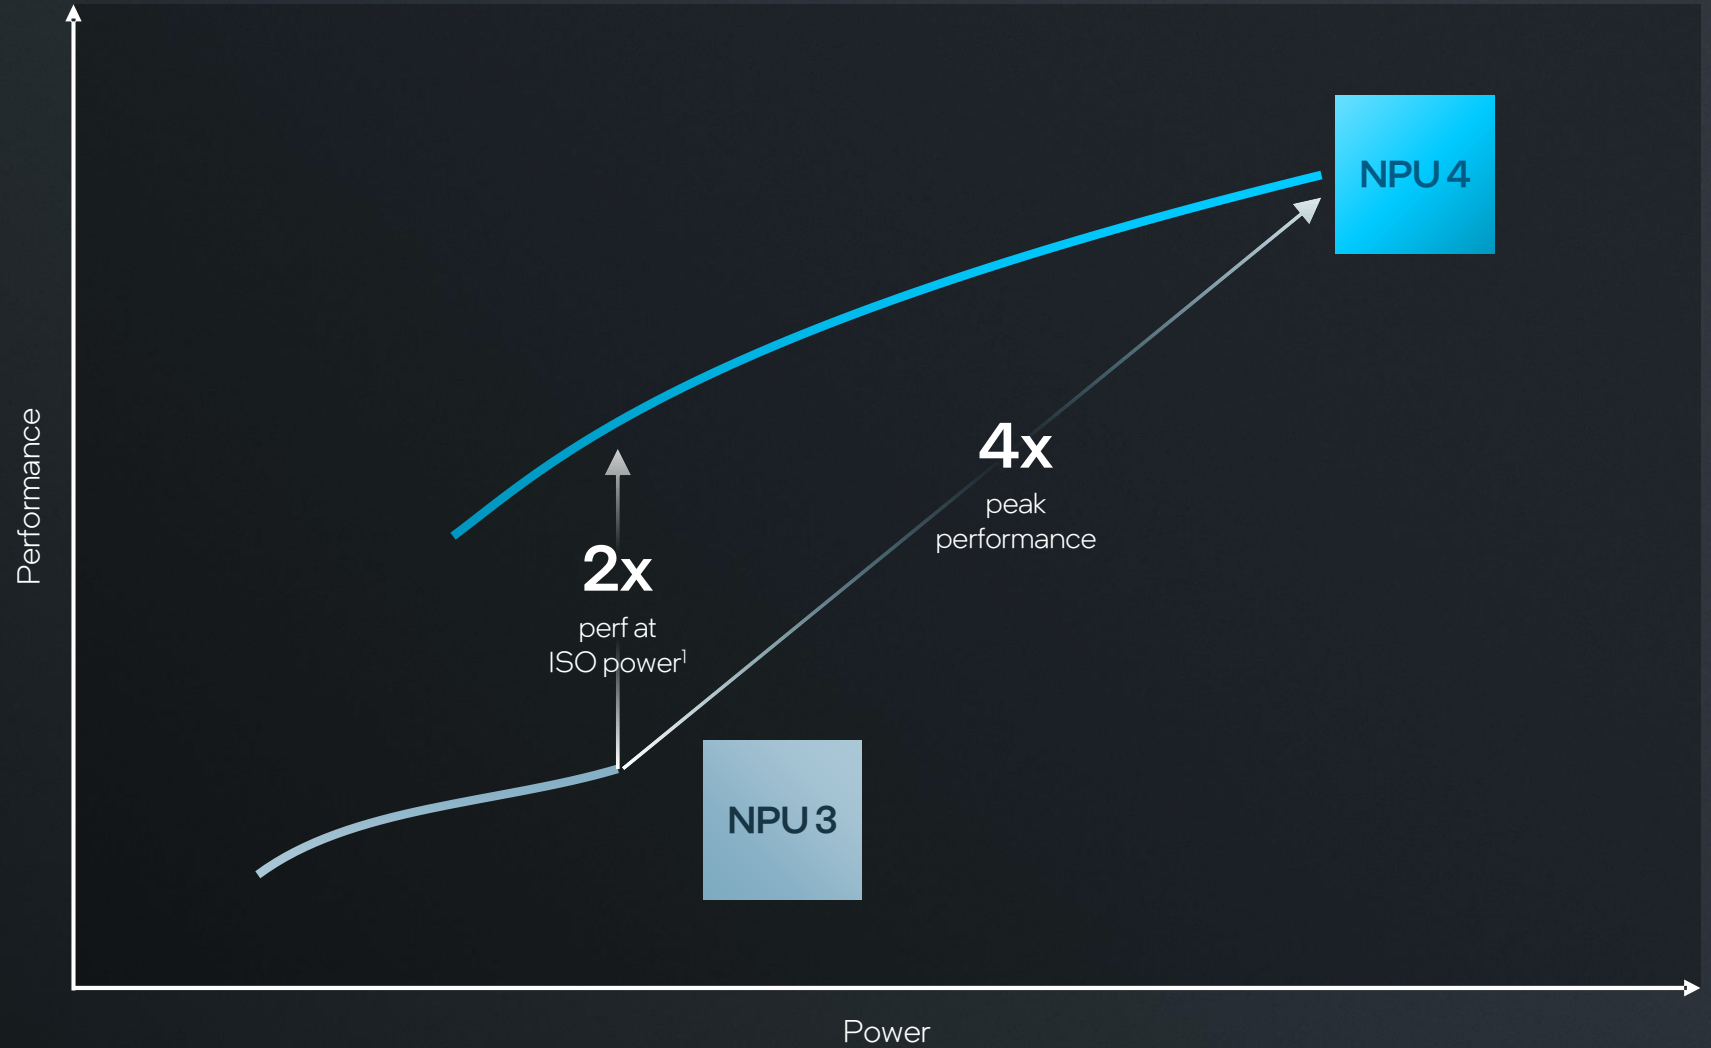 NPU 4
4x
peak
performance
Performance
2x
perf at
ISO power¹
NPU 3
Power